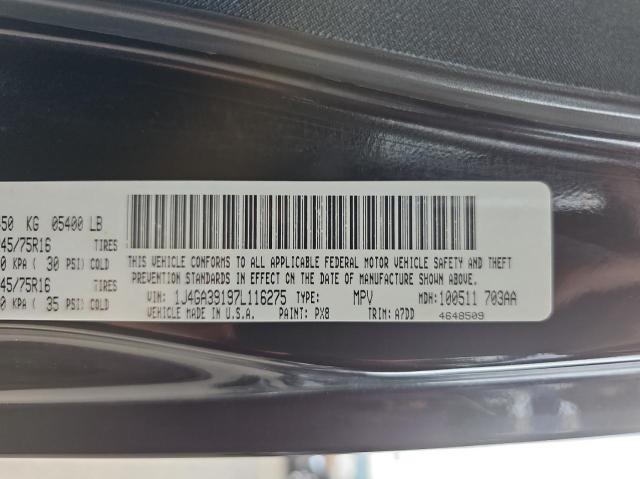 50 KG 05400 LB
45/75R16 TIRES
0 KPA ( 30 PSI) COLD
45/75R16 TIRES
0 KPA ( 35 PSI) COLD
THIS VEHICLE CONFORMS TO ALL APPLICABLE FEDERAL MOTOR VEHICLE SAFETY AND THEFT
PREVENTION STANDARDS IN EFFECT ON THE DATE OF MANUFACTURE SHOWN ABOVE.
VIN: 1J4GA39197L116275 TYPE: MPV MDH: 100511 703AA
VEHICLE MADE IN U.S.A. PAINT: PX8 TRIM: A7DD 4648509